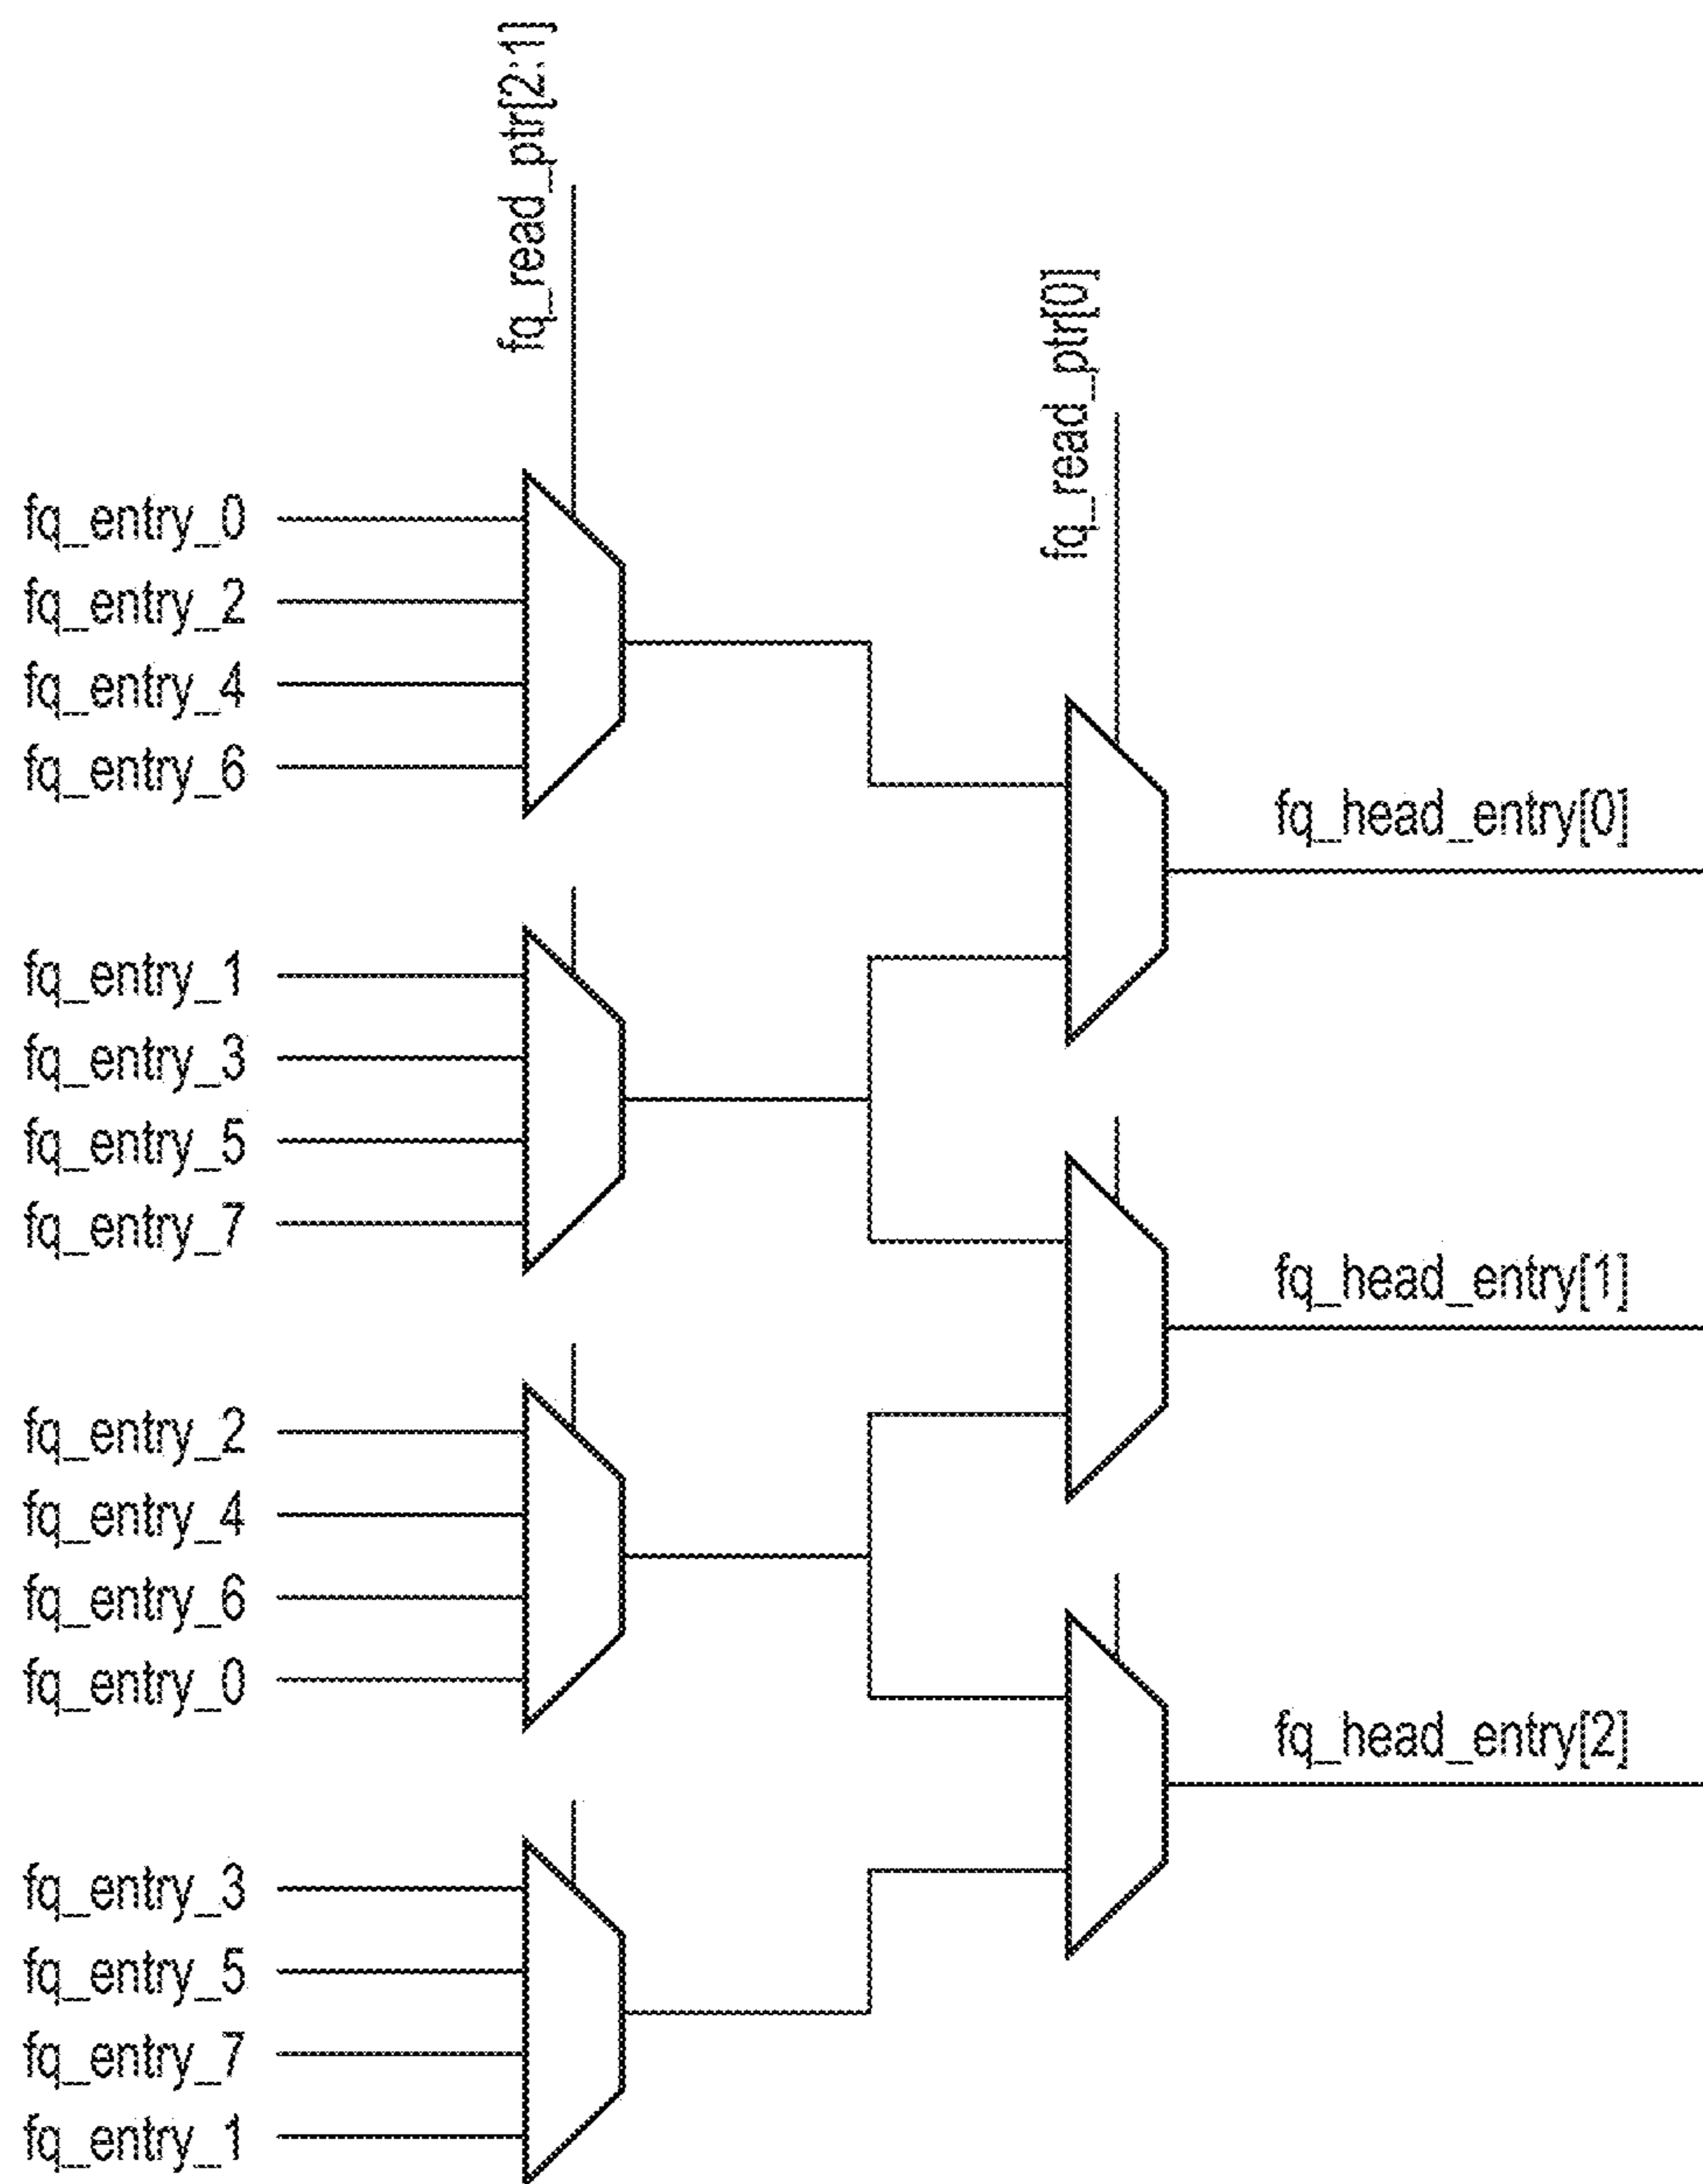 fq_read_ptr[2:1]
fq_read_ptr[0]
fq_entry_0
fq_entry_2
fq_entry_4
fq_entry_6
fq_head_entry[0]
fq_entry_1
fq_entry_3
fq_entry_5
fq_entry_7
fq_head_entry[1]
fq_entry_2
fq_entry_4
fq_entry_6
fq_entry_0
fq_head_entry[2]
fq_entry_3
fq_entry_5
fq_entry_7
fq_entry_1